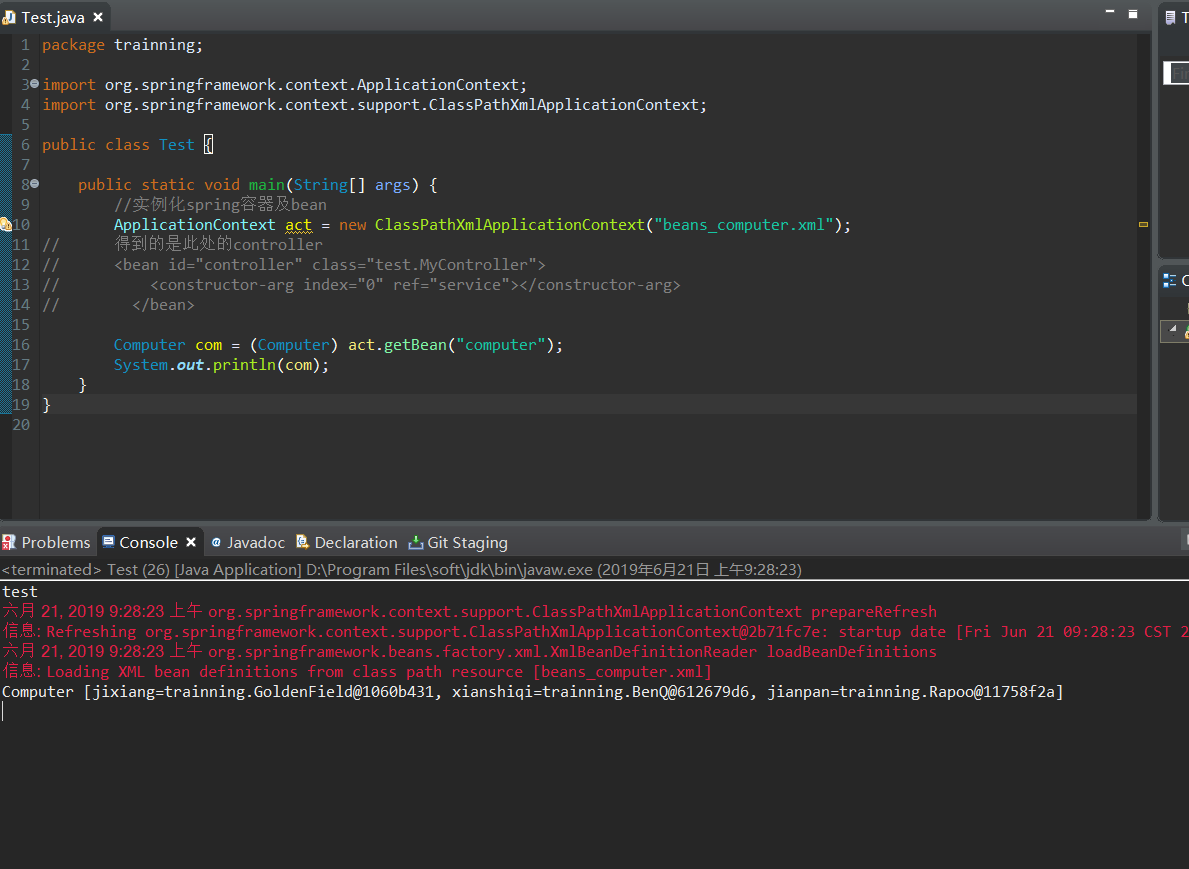 Test.java
1 package trainning;
2
3 import org.springframework.context.ApplicationContext;
4 import org.springframework.context.support.ClassPathXmlApplicationContext;
5
6 public class Test {
7
8     public static void main(String[] args) {
9         //实例化spring容器及bean
10         ApplicationContext act = new ClassPathXmlApplicationContext("beans_computer.xml");
11 //      得到的是此处的controller
12 //      <bean id="controller" class="test.MyController">
13 //          <constructor-arg index="0" ref="service"></constructor-arg>
14 //        </bean>
15
16         Computer com = (Computer) act.getBean("computer");
17         System.out.println(com);
18     }
19 }
20
Problems Console Javadoc Declaration Git Staging
<terminated> Test (26) [Java Application] D:\Program Files\soft\jdk\bin\javaw.exe (2019年6月21日 上午9:28:23)
test
六月 21, 2019 9:28:23 上午 org.springframework.context.support.ClassPathXmlApplicationContext prepareRefresh
信息: Refreshing org.springframework.context.support.ClassPathXmlApplicationContext@2b71fc7e: startup date [Fri Jun 21 09:28:23 CST 2
六月 21, 2019 9:28:23 上午 org.springframework.beans.factory.xml.XmlBeanDefinitionReader loadBeanDefinitions
信息: Loading XML bean definitions from class path resource [beans_computer.xml]
Computer [jixiang=trainning.GoldenField@1060b431, xianshiqi=trainning.BenQ@612679d6, jianpan=trainning.Rapoo@11758f2a]